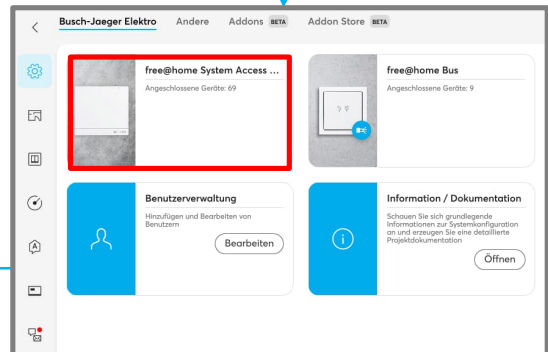 Busch-Jaeger Elektro Andere Addons BETA Addon Store BETA
free@home System Access ...
Angeschlossene Geräte: 69
free@home Bus
Angeschlossene Geräte: 9
Benutzerverwaltung
Hinzufügen und Bearbeiten von
Benutzern
Bearbeiten
Information / Dokumentation
Schauen Sie sich grundlegende
Informationen zur Systemkonfiguration
an und erzeugen Sie eine detaillierte
Projektdokumentation
Öffnen